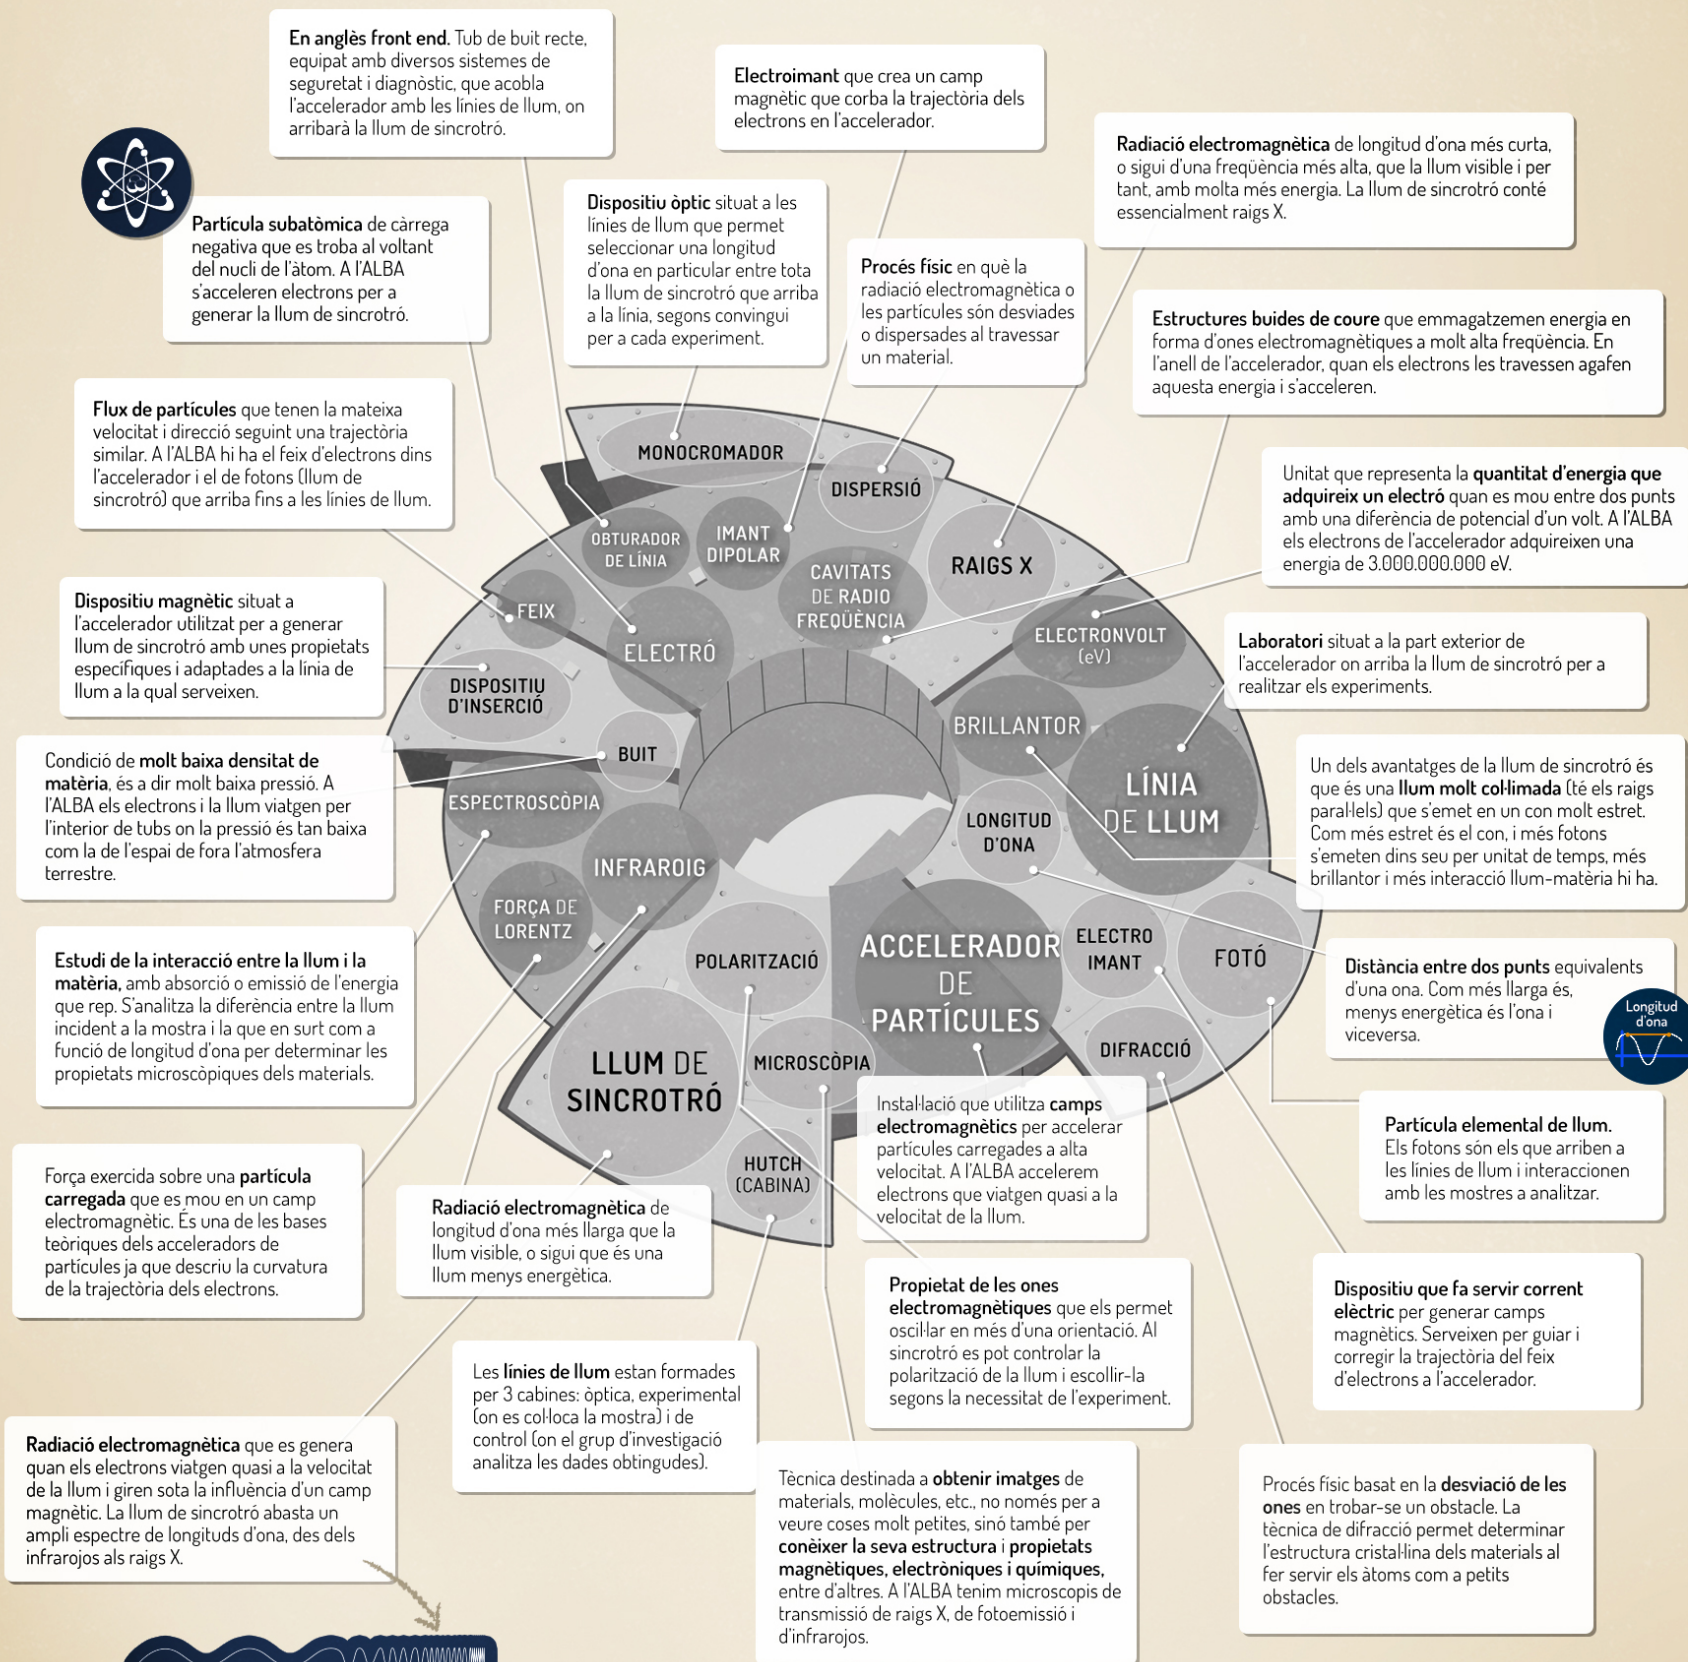 En anglès front end. Tub de buit recte,
equipat amb diversos sistemes de
seguretat i diagnòstic, que acobla
l'accelerador amb les línies de llum, on
arribarà la llum de sincrotró.
Electroimant que crea un camp
magnètic que corba la trajectòria dels
electrons en l'accelerador.
Radiació electromagnètica de longitud d'ona més curta,
o sigui d'una freqüència més alta, que la llum visible i per
tant, amb molta més energia. La llum de sincrotró conté
essencialment raigs X.
Partícula subatòmica de càrrega
negativa que es troba al voltant
del nucli de l'àtom. A l'ALBA
s'acceleren electrons per a
generar la llum de sincrotró.
Dispositiu òptic situat a les
línies de llum que permet
seleccionar una longitud
d'ona en particular entre tota
la llum de sincrotró que arriba
a la línia, segons convingui
per a cada experiment.
Procés físic en què la
radiació electromagnètica o
les partícules són desviades
o dispersades al travessar
un material.
Estructures buides de coure que emmagatzemen energia en
forma d'ones electromagnètiques a molt alta freqüència. En
l'anell de l'accelerador, quan els electrons les travessen agafen
aquesta energia i s'acceleren.
Flux de partícules que tenen la mateixa
velocitat i direcció seguint una trajectòria
similar. A l'ALBA hi ha el feix d'electrons dins
l'accelerador i el de fotons (llum de
sincrotró) que arriba fins a les línies de llum.
Unitat que representa la quantitat d'energia que
adquireix un electró quan es mou entre dos punts
amb una diferència de potencial d'un volt. A l'ALBA
els electrons de l'accelerador adquireixen una
energia de 3.000.000.000 eV.
MONOCROMADOR
DISPERSIÓ
OBTURADOR
DE LÍNIA
IMANT
DIPOLAR
RAIGS X
CAVITATS
DE RADIO
FREQÜÈNCIA
FEIX
ELECTRÓ
ELECTRONVOLT
(eV)
Dispositiu magnètic situat a
l'accelerador utilitzat per a generar
llum de sincrotró amb unes propietats
específiques i adaptades a la línia de
llum a la qual serveixen.
Laboratori situat a la part exterior de
l'accelerador on arriba la llum de sincrotró per a
realitzar els experiments.
DISPOSITIU
D'INSERCIÓ
BRILLANTOR
BUIT
LÍNIA
DE LLUM
Condició de molt baixa densitat de
matèria, és a dir molt baixa pressió. A
l'ALBA els electrons i la llum viatgen per
l'interior de tubs on la pressió és tan baixa
com la de l'espai de fora l'atmosfera
terrestre.
Un dels avantatges de la llum de sincrotró és
que és una llum molt col·limada (té els raigs
paral·lels) que s'emet en un con molt estret.
Com més estret és el con, i més fotons
s'emeten dins seu per unitat de temps, més
brillantor i més interacció llum-matèria hi ha.
ESPECTROSCÒPIA
LONGITUD
D'ONA
INFRAROIG
FORÇA DE
LORENTZ
POLARITZACIÓ
ACCELERADOR
DE
PARTÍCULES
ELECTRO
IMANT
FOTÓ
DIFRACCIÓ
Estudi de la interacció entre la llum i la
matèria, amb absorció o emissió de l'energia
que rep. S'analitza la diferència entre la llum
incident a la mostra i la que en surt com a
funció de longitud d'ona per determinar les
propietats microscòpiques dels materials.
Distància entre dos punts equivalents
d'una ona. Com més llarga és,
menys energètica és l'ona i
viceversa.
Longitud
d'ona
LLUM DE
SINCROTRÓ
MICROSCÒPIA
HUTCH
(CABINA)
Instal·lació que utilitza camps
electromagnètics per accelerar
partícules carregades a alta
velocitat. A l'ALBA accelerem
electrons que viatgen quasi a la
velocitat de la llum.
Partícula elemental de llum.
Els fotons són els que arriben a
les línies de llum i interaccionen
amb les mostres a analitzar.
Força exercida sobre una partícula
carregada que es mou en un camp
electromagnètic. És una de les bases
teòriques dels acceleradors de
partícules ja que descriu la curvatura
de la trajectòria dels electrons.
Radiació electromagnètica de
longitud d'ona més llarga que la
llum visible, o sigui que és una
llum menys energètica.
Propietat de les ones
electromagnètiques que els permet
oscil·lar en més d'una orientació. Al
sincrotró es pot controlar la
polarització de la llum i escollir-la
segons la necessitat de l'experiment.
Dispositiu que fa servir corrent
elèctric per generar camps
magnètics. Serveixen per guiar i
corregir la trajectòria del feix
d'electrons a l'accelerador.
Les línies de llum estan formades
per 3 cabines: òptica, experimental
(on es col·loca la mostra) i de
control (on el grup d'investigació
analitza les dades obtingudes).
Radiació electromagnètica que es genera
quan els electrons viatgen quasi a la velocitat
de la llum i giren sota la influència d'un camp
magnètic. La llum de sincrotró abasta un
ampli espectre de longituds d'ona, des dels
infrarojos als raigs X.
Tècnica destinada a obtenir imatges de
materials, molècules, etc., no només per a
veure coses molt petites, sinó també per
conèixer la seva estructura i propietats
magnètiques, electròniques i químiques,
entre d'altres. A l'ALBA tenim microscopis de
transmissió de raigs X, de fotoemissió i
d'infrarojos.
Procés físic basat en la desviació de les
ones en trobar-se un obstacle. La
tècnica de difracció permet determinar
l'estructura cristal·lina dels materials al
fer servir els àtoms com a petits
obstacles.